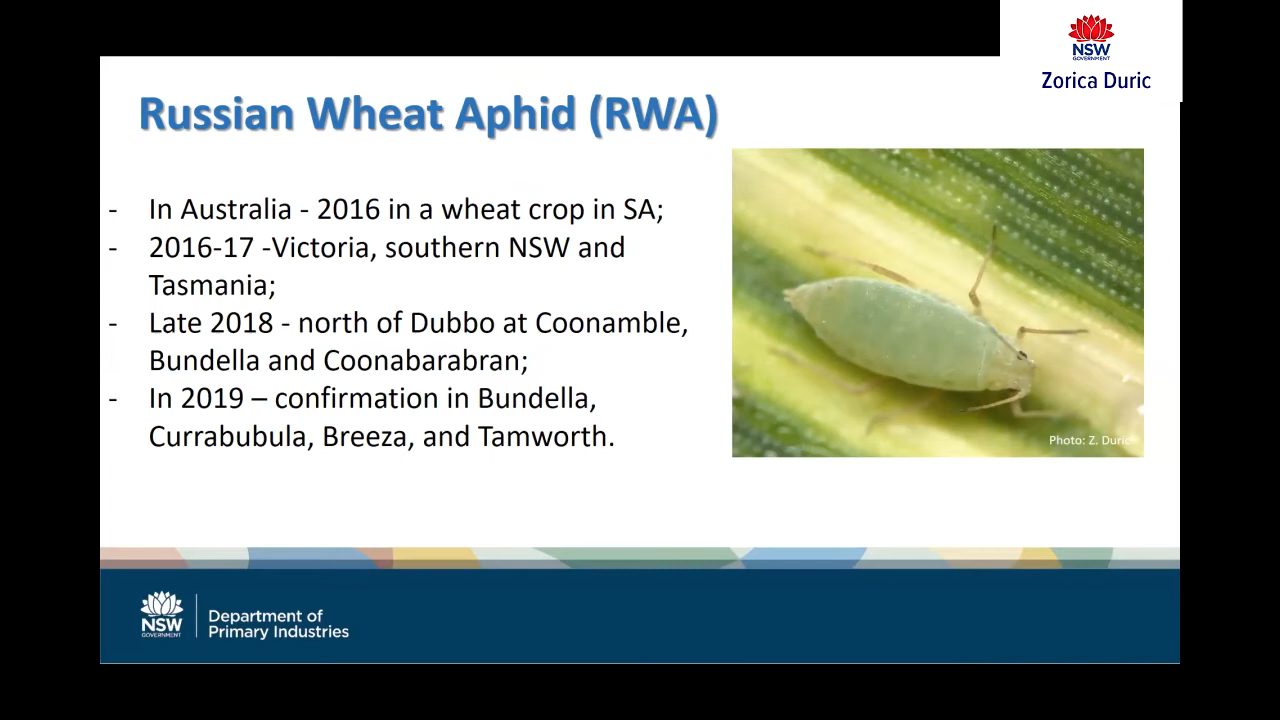 NSW
GOVERNMENT
Zorica Duric
Russian Wheat Aphid (RWA)
- In Australia - 2016 in a wheat crop in SA;
- 2016-17 -Victoria, southern NSW and
Tasmania;
- Late 2018 - north of Dubbo at Coonamble,
Bundella and Coonabarabran;
- In 2019 – confirmation in Bundella,
Currabubula, Breeza, and Tamworth.
Photo: Z. Duric
NSW
GOVERNMENT
Department of
Primary Industries